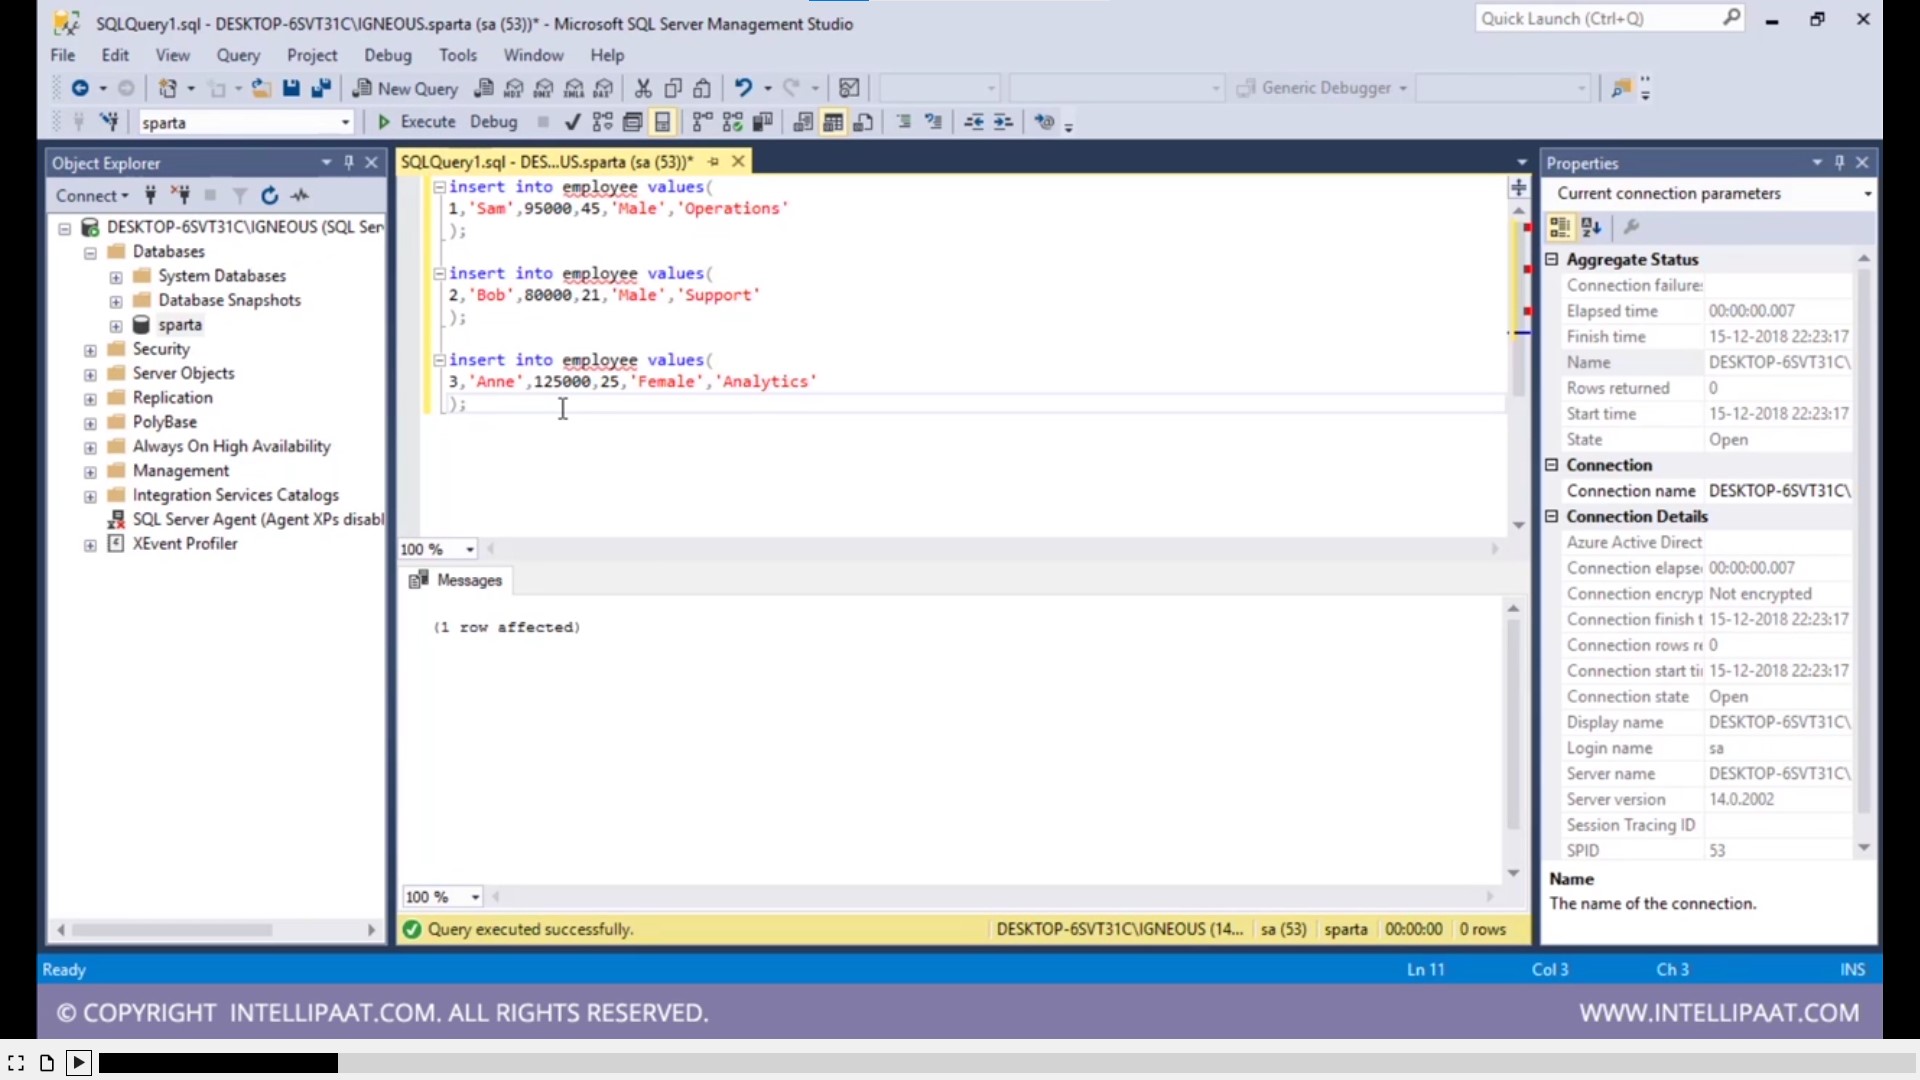 SQLQuery1.sql - DESKTOP-6SVT31C\IGNEOUS.sparta (sa (53))* - Microsoft SQL Server Management Studio
Quick Launch (Ctrl+Q)
File Edit View Query Project Debug Tools Window Help
New Query
Generic Debugger
sparta
Execute Debug
Object Explorer
Connect
DESKTOP-6SVT31C\IGNEOUS (SQL Ser
Databases
System Databases
Database Snapshots
sparta
Security
Server Objects
Replication
PolyBase
Always On High Availability
Management
Integration Services Catalogs
SQL Server Agent (Agent XPs disabl
XEvent Profiler
SQLQuery1.sql - DES...US.sparta (sa (53))*
insert into employee values(
1,'Sam',95000,45,'Male','Operations'
);
insert into employee values(
2,'Bob',80000,21,'Male','Support'
);
insert into employee values(
3,'Anne',125000,25,'Female','Analytics'
);
100 %
Messages
(1 row affected)
100 %
Query executed successfully.
DESKTOP-6SVT31C\IGNEOUS (14... sa (53) sparta 00:00:00 0 rows
Properties
Current connection parameters
Aggregate Status
Connection failure
Elapsed time 00:00:00.007
Finish time 15-12-2018 22:23:17
Name DESKTOP-6SVT31C\
Rows returned 0
Start time 15-12-2018 22:23:17
State Open
Connection
Connection name DESKTOP-6SVT31C\
Connection Details
Azure Active Direct
Connection elapse 00:00:00.007
Connection encryp Not encrypted
Connection finish t 15-12-2018 22:23:17
Connection rows re 0
Connection start ti 15-12-2018 22:23:17
Connection state Open
Display name DESKTOP-6SVT31C\
Login name sa
Server name DESKTOP-6SVT31C\
Server version 14.0.2002
Session Tracing ID
SPID 53
Name
The name of the connection.
Ready
Ln 11 Col 3 Ch 3 INS
© COPYRIGHT INTELLIPAAT.COM. ALL RIGHTS RESERVED.
WWW.INTELLIPAAT.COM